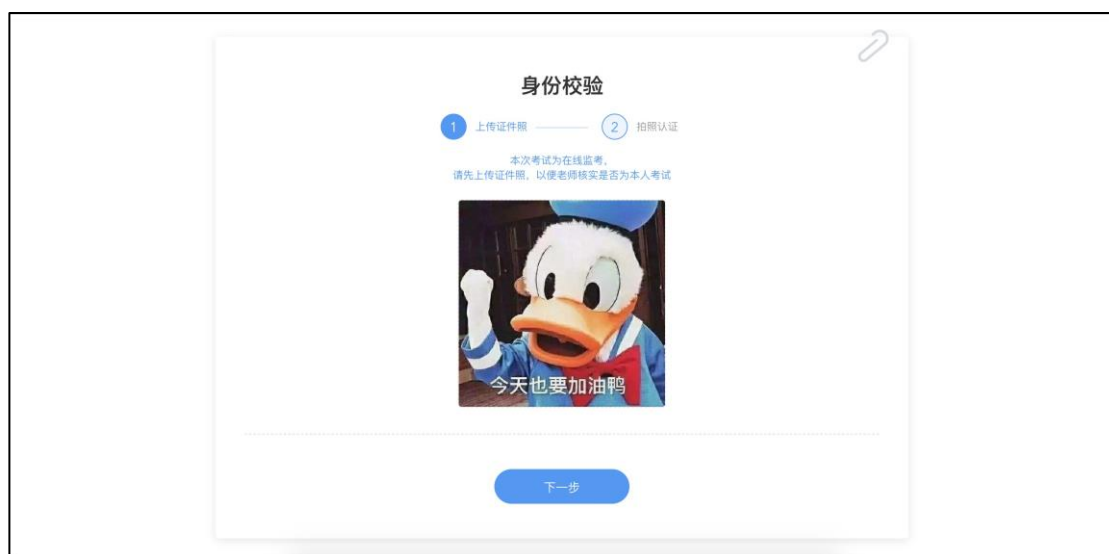 身份校验
1 上传证件照 2 拍照认证
本次考试为在线监考，
请先上传证件照，以便老师核实是否为本人考试
今天也要加油鸭
下一步